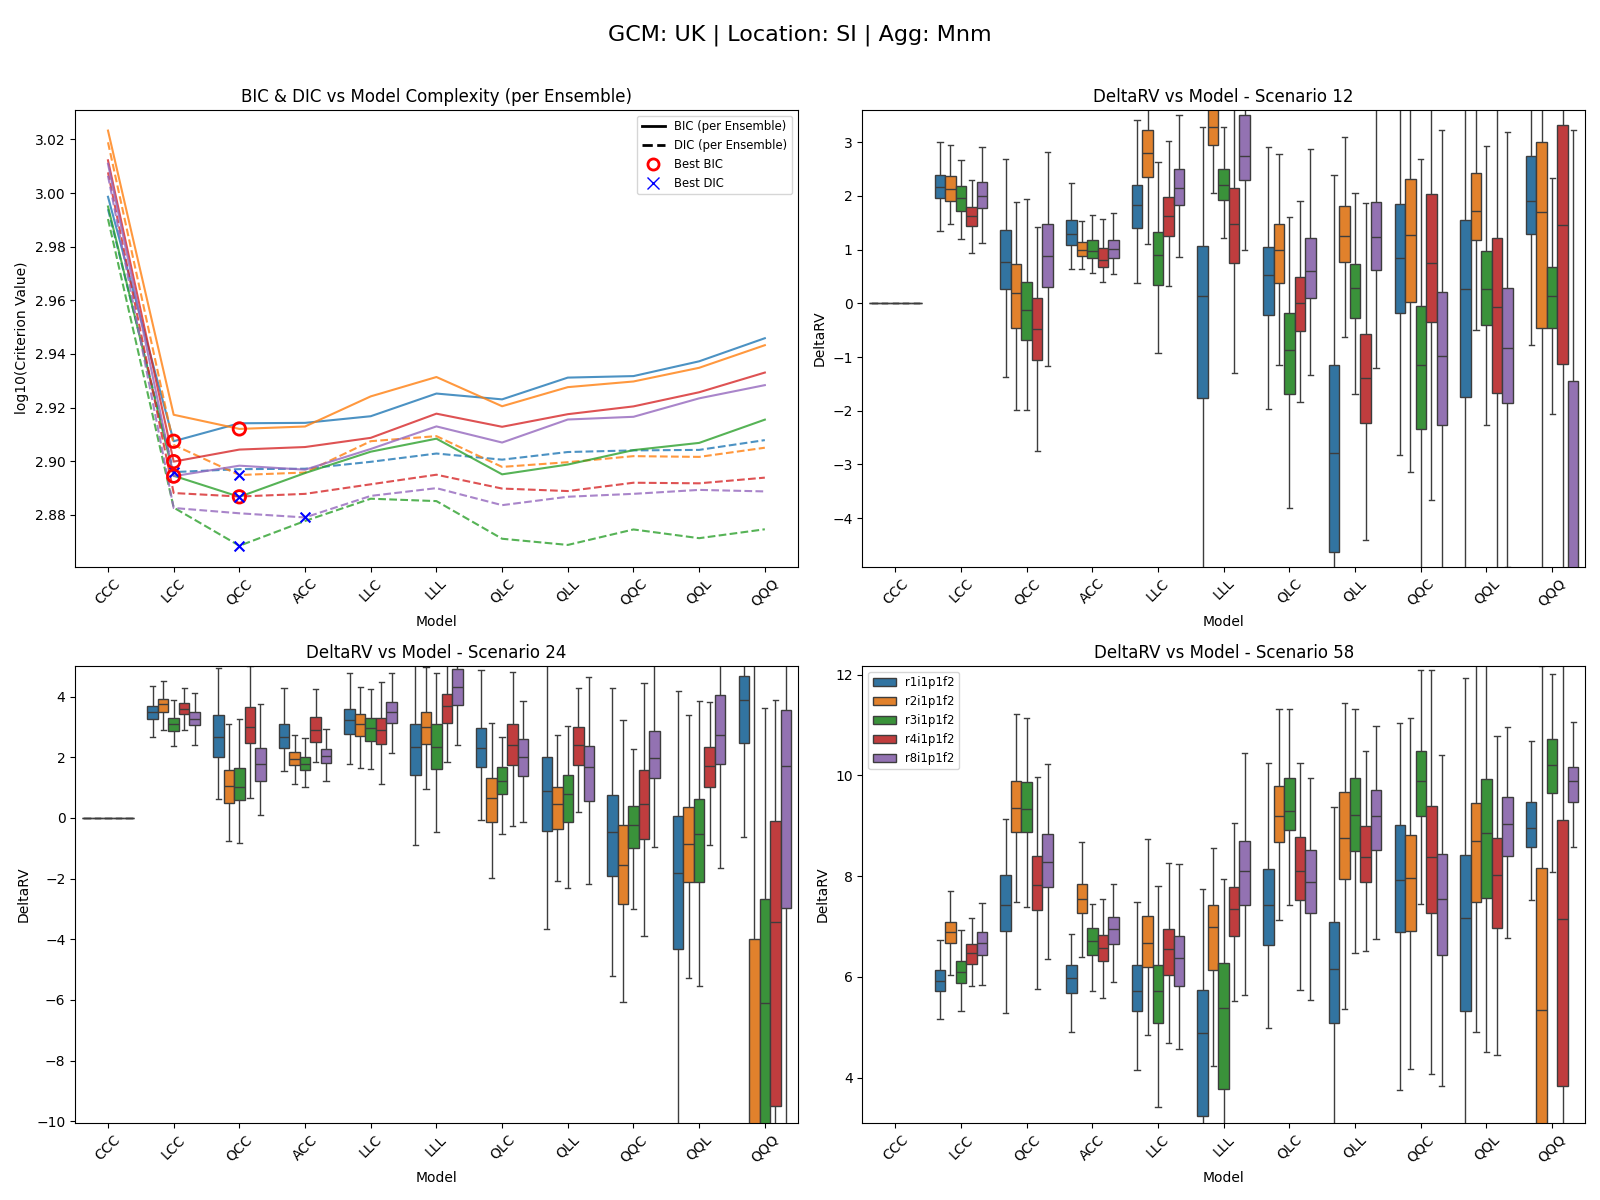 GCM: UK | Location: SI | Agg: Mnm
BIC & DIC vs Model Complexity (per Ensemble)
log10(Criterion Value)
3.02
3.00
2.98
2.96
2.94
2.92
2.90
2.88
BIC (per Ensemble)
DIC (per Ensemble)
Best BIC
Best DIC
CCC LCC QCC ACC LLC LLL QLC QLL QQC QQL QQQ
Model
DeltaRV vs Model - Scenario 12
DeltaRV
3
2
1
0
−1
−2
−3
−4
CCC LCC QCC ACC LLC LLL QLC QLL QQC QQL QQQ
Model
DeltaRV vs Model - Scenario 24
DeltaRV
4
2
0
−2
−4
−6
−8
−10
CCC LCC QCC ACC LLC LLL QLC QLL QQC QQL QQQ
Model
DeltaRV vs Model - Scenario 58
DeltaRV
12
10
8
6
4
r1i1p1f2
r2i1p1f2
r3i1p1f2
r4i1p1f2
r8i1p1f2
CCC LCC QCC ACC LLC LLL QLC QLL QQC QQL QQQ
Model